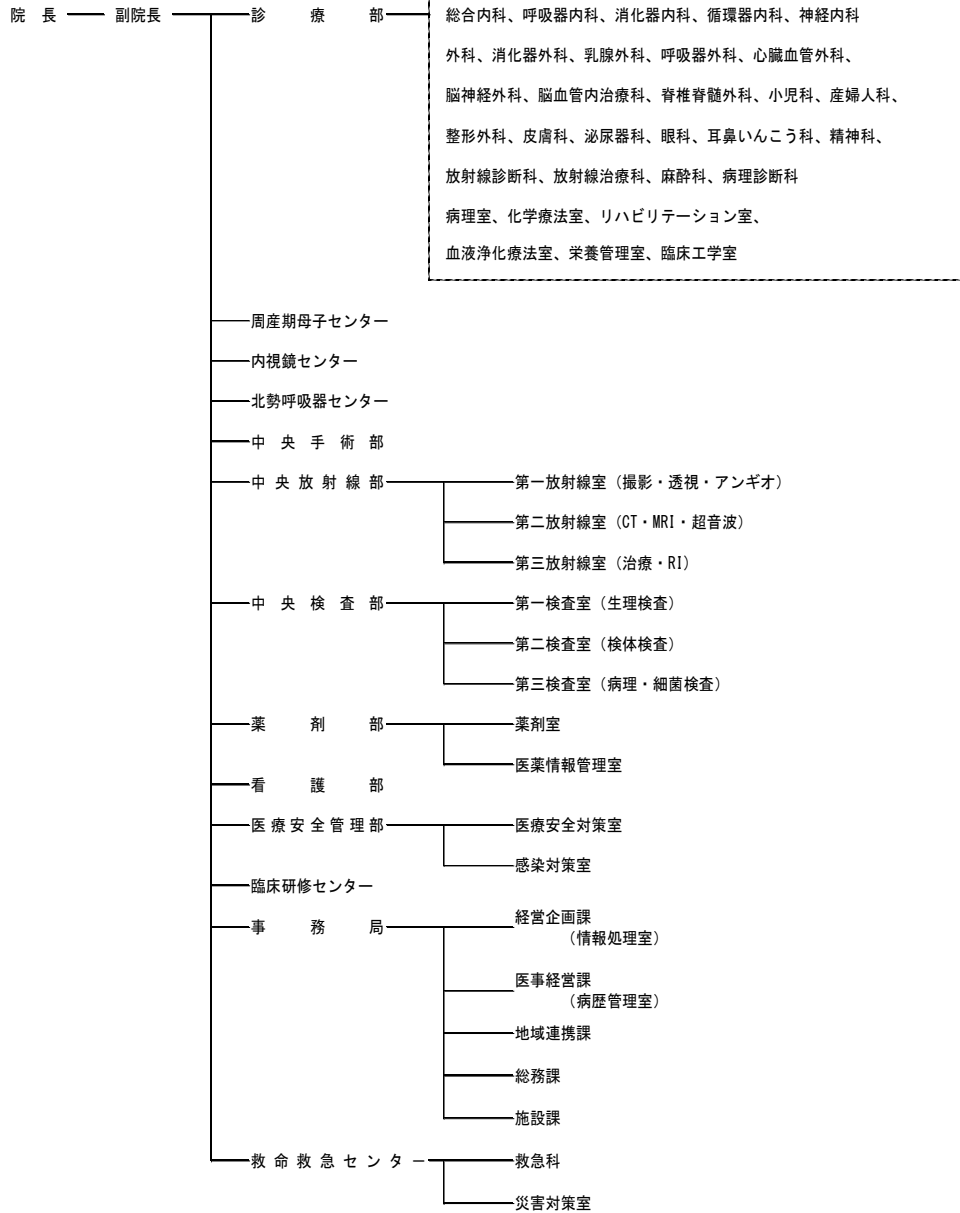 院　長　副院長　診　療　部　総合内科、呼吸器内科、消化器内科、循環器内科、神経内科
外科、消化器外科、乳腺外科、呼吸器外科、心臓血管外科、
脳神経外科、脳血管内治療科、脊椎脊髄外科、小児科、産婦人科、
整形外科、皮膚科、泌尿器科、眼科、耳鼻いんこう科、精神科、
放射線診断科、放射線治療科、麻酔科、病理診断科
病理室、化学療法室、リハビリテーション室、
血液浄化療法室、栄養管理室、臨床工学室
周産期母子センター
内視鏡センター
北勢呼吸器センター
中 央 手 術 部
中 央 放 射 線 部　第一放射線室（撮影・透視・アンギオ）
第二放射線室（CT・MRI・超音波）
第三放射線室（治療・RI）
中 央 検 査 部　第一検査室（生理検査）
第二検査室（検体検査）
第三検査室（病理・細菌検査）
薬　剤　部　薬剤室
医薬情報管理室
看　護　部
医療安全管理部　医療安全対策室
感染対策室
臨床研修センター
事　務　局　経営企画課
（情報処理室）
医事経営課
（病歴管理室）
地域連携課
総務課
施設課
救 命 救 急 セ ン タ ー　救急科
災害対策室